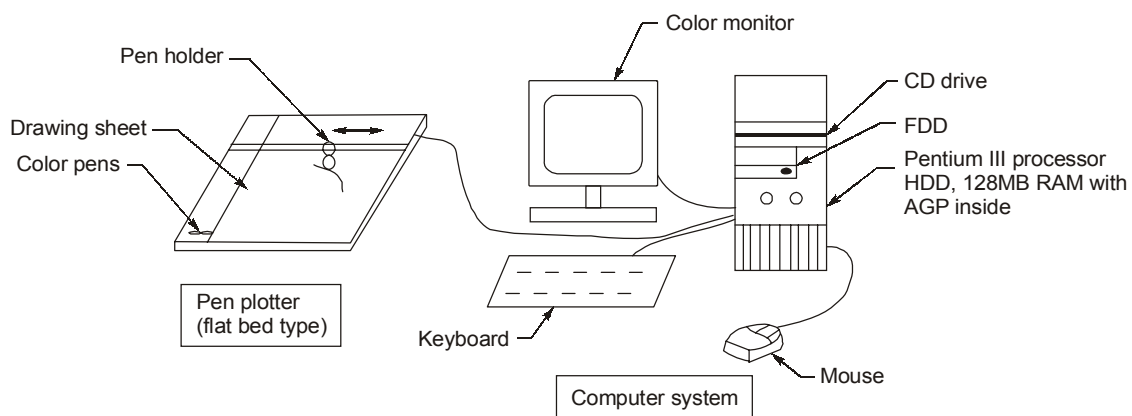 Color monitor
Pen holder
CD drive
Drawing sheet
FDD
Color pens
Pentium III processor
HDD, 128MB RAM with
AGP inside
Pen plotter
(flat bed type)
Keyboard
Mouse
Computer system